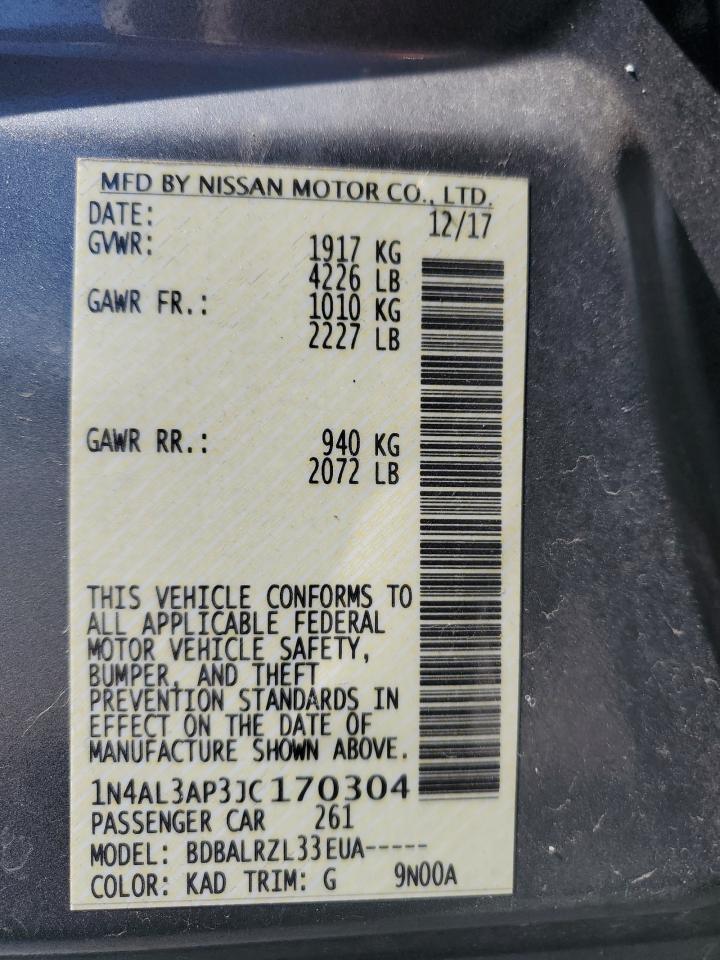 MFD BY NISSAN MOTOR CO., LTD.
DATE: 12/17
GVWR: 1917 KG
4226 LB
GAWR FR.: 1010 KG
2227 LB
GAWR RR.: 940 KG
2072 LB
THIS VEHICLE CONFORMS TO
ALL APPLICABLE FEDERAL
MOTOR VEHICLE SAFETY,
BUMPER, AND THEFT
PREVENTION STANDARDS IN
EFFECT ON THE DATE OF
MANUFACTURE SHOWN ABOVE.
1N4AL3AP3JC170304
PASSENGER CAR 261
MODEL: BDBALRZL33EUA-----
COLOR: KAD TRIM: G 9N00A